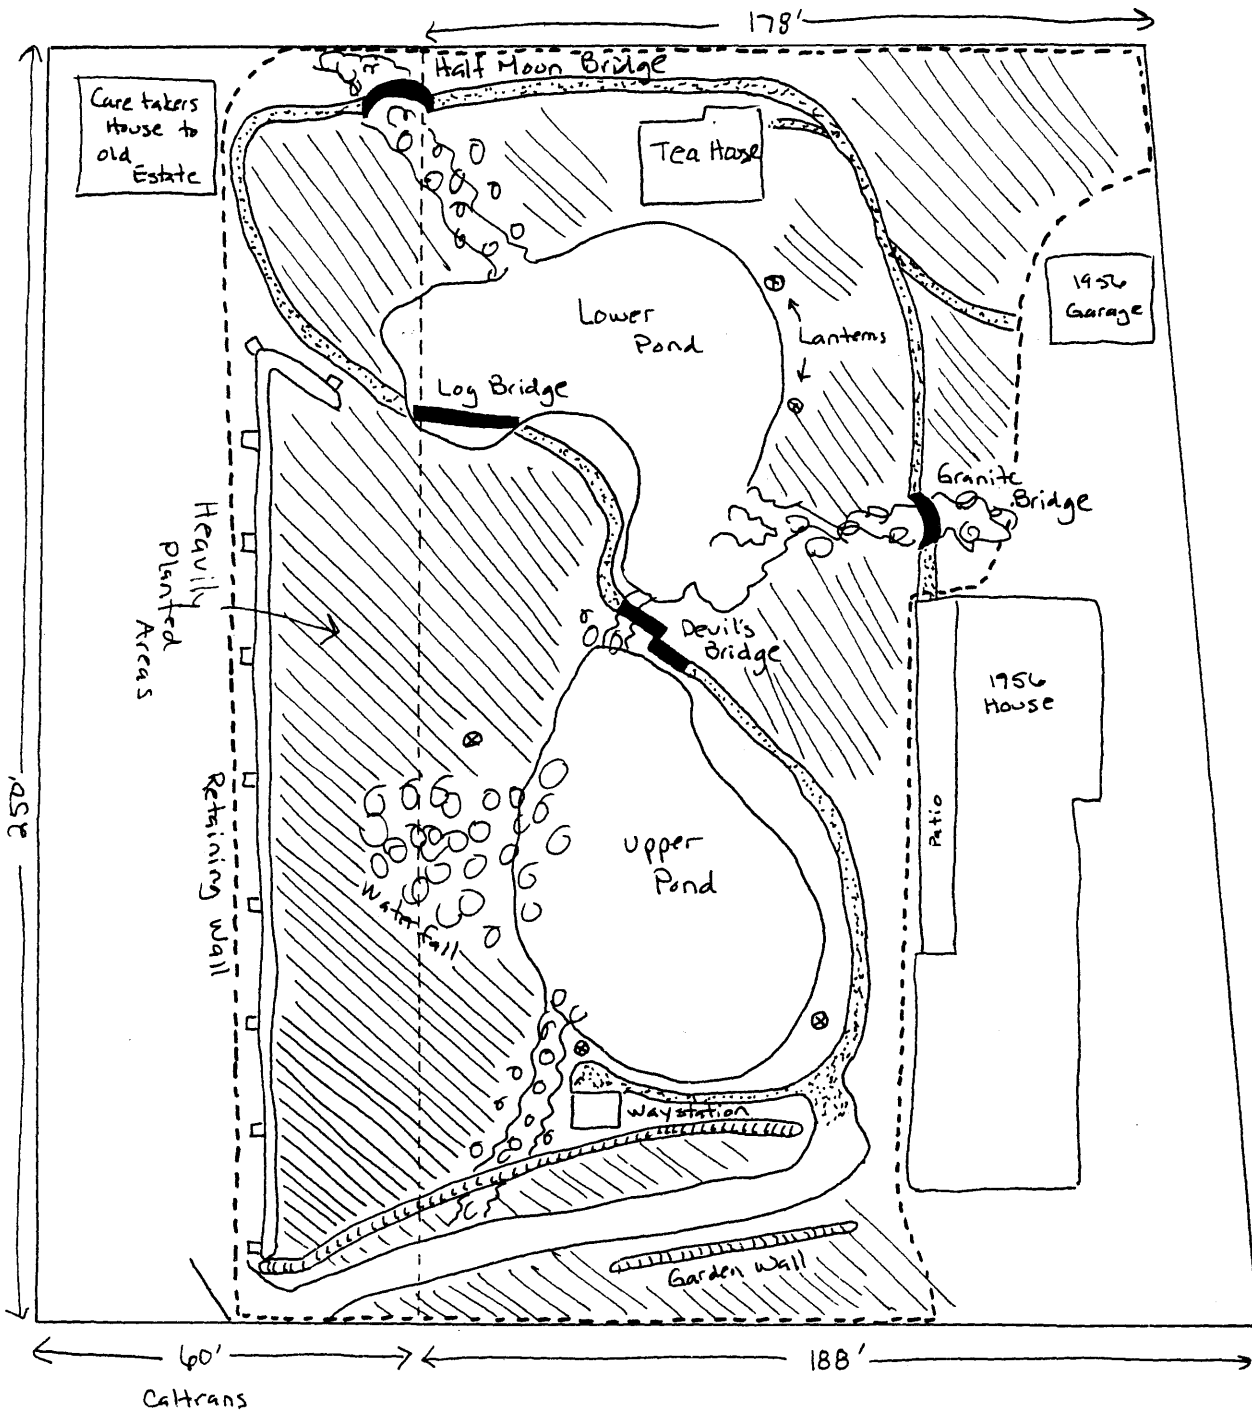 178'
Half Moon Bridge
Care takers
House to
old
Estate
Tea House
Lower
Pond
Lanterns
1956
Garage
Log Bridge
Granite
Bridge
Heavily
Planted
Areas
Devil's
Bridge
1956
House
250'
Retaining Wall
Patio
Upper
Pond
Waterfall
Waystation
Garden Wall
60'
188'
Caltrans